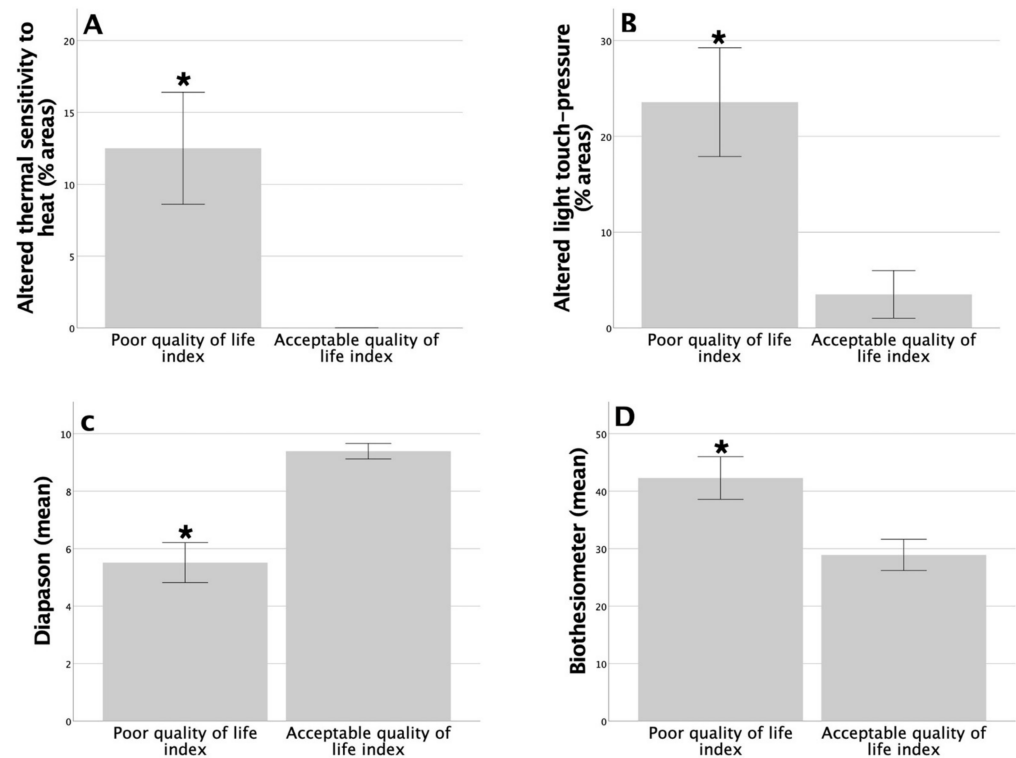 A
Altered thermal sensitivity to
heat (% areas)
20
15
10
5
0
*
Poor quality of life
index
Acceptable quality of
life index
B
Altered light touch-pressure
(% areas)
30
20
10
0
*
Poor quality of life
index
Acceptable quality of
life index
C
Diapason (mean)
10
8
6
4
2
0
*
Poor quality of life
index
Acceptable quality of
life index
D
Biothesiometer (mean)
50
40
30
20
10
0
*
Poor quality of life
index
Acceptable quality of
life index